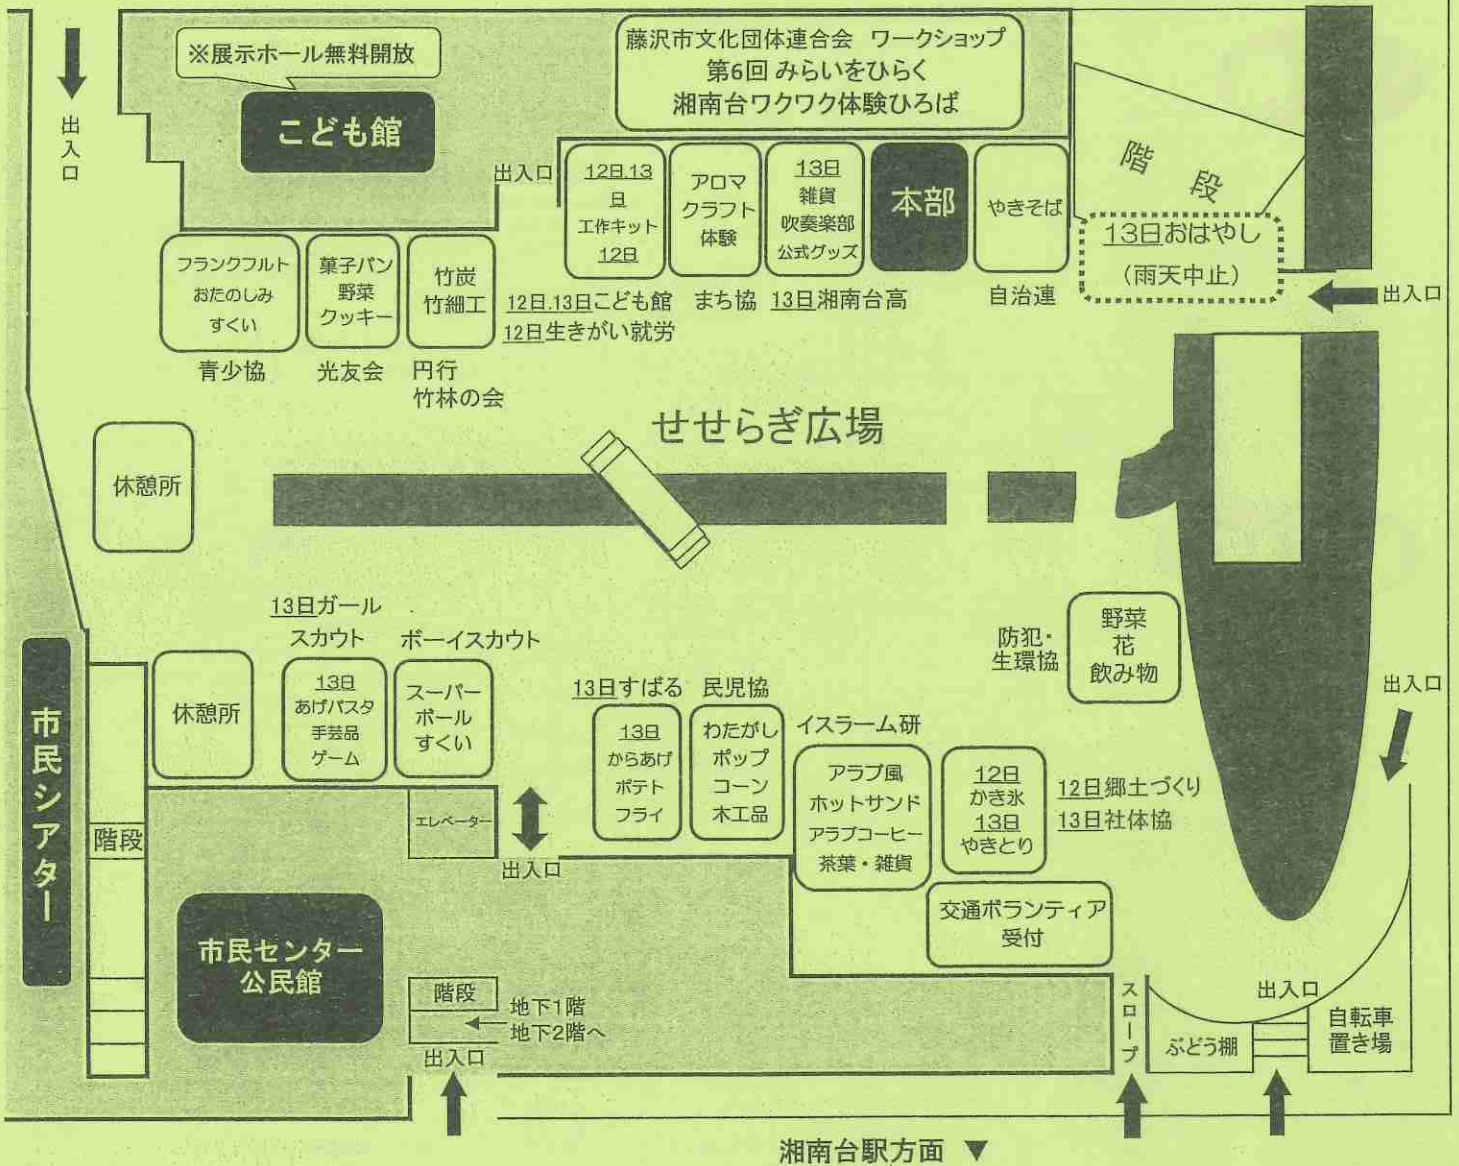 出入口
※展示ホール無料開放
こども館
藤沢市文化団体連合会 ワークショップ
第6回 みらいをひらく
湘南台ワクワク体験ひろば
出入口
12日.13
日
工作キット
12日
アロマ
クラフト
体験
13日
雑貨
吹奏楽部
公式グッズ
本部
やきそば
階段
13日おはやし
(雨天中止)
出入口
フランクフルト
おたのしみ
すくい
菓子パン
野菜
クッキー
竹炭
竹細工
12日.13日こども館
12日生きがい就労
まち協
13日湘南台高
自治連
青少協
光友会
円行
竹林の会
せせらぎ広場
休憩所
13日ガール
スカウト
ボーイスカウト
休憩所
13日
あげパスタ
手芸品
ゲーム
スーパー
ボール
すくい
13日すばる
民児協
13日
からあげ
ポテト
フライ
わたがし
ポップ
コーン
木工品
イスラーム研
アラブ風
ホットサンド
アラブコーヒー
茶葉・雑貨
防犯・
生環協
野菜
花
飲み物
12日
かき氷
13日
やきとり
12日郷土づくり
13日社体協
出入口
市民シアター
階段
エレベーター
出入口
交通ボランティア
受付
市民センター
公民館
階段
地下1階
地下2階へ
出入口
スロープ
ぶどう棚
出入口
自転車
置き場
湘南台駅方面 ▼